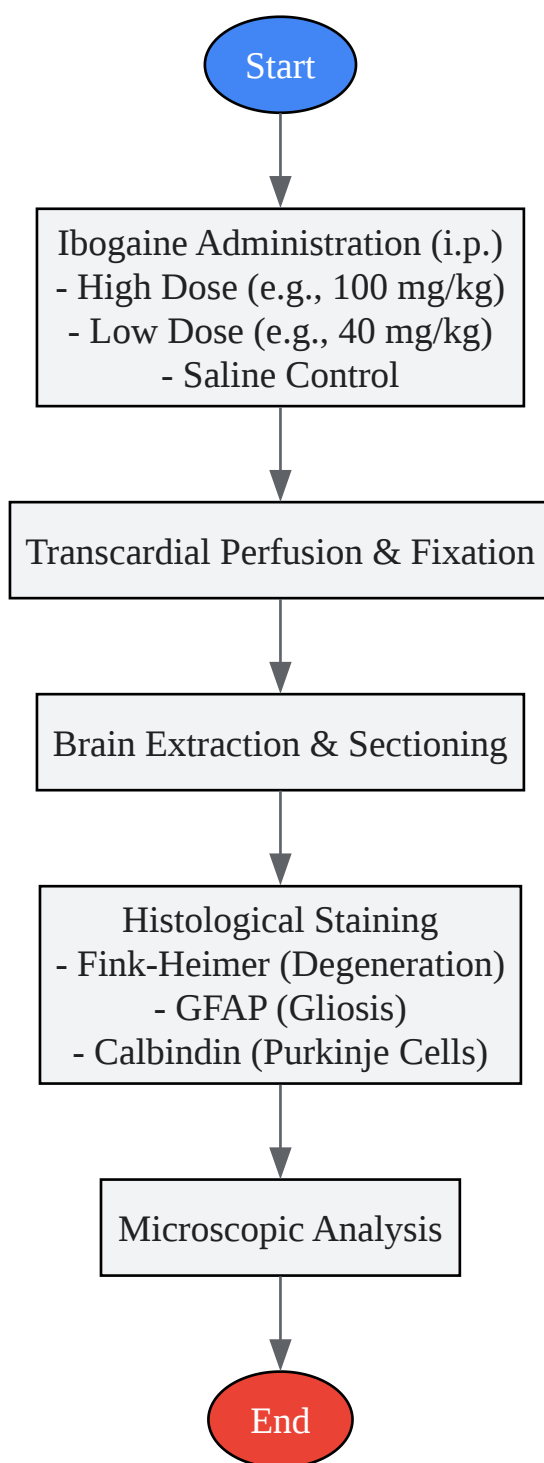 Start
Ibogaine Administration (i.p.)
- High Dose (e.g., 100 mg/kg)
- Low Dose (e.g., 40 mg/kg)
- Saline Control
Transcardial Perfusion & Fixation
Brain Extraction & Sectioning
Histological Staining
- Fink-Heimer (Degeneration)
- GFAP (Gliosis)
- Calbindin (Purkinje Cells)
Microscopic Analysis
End